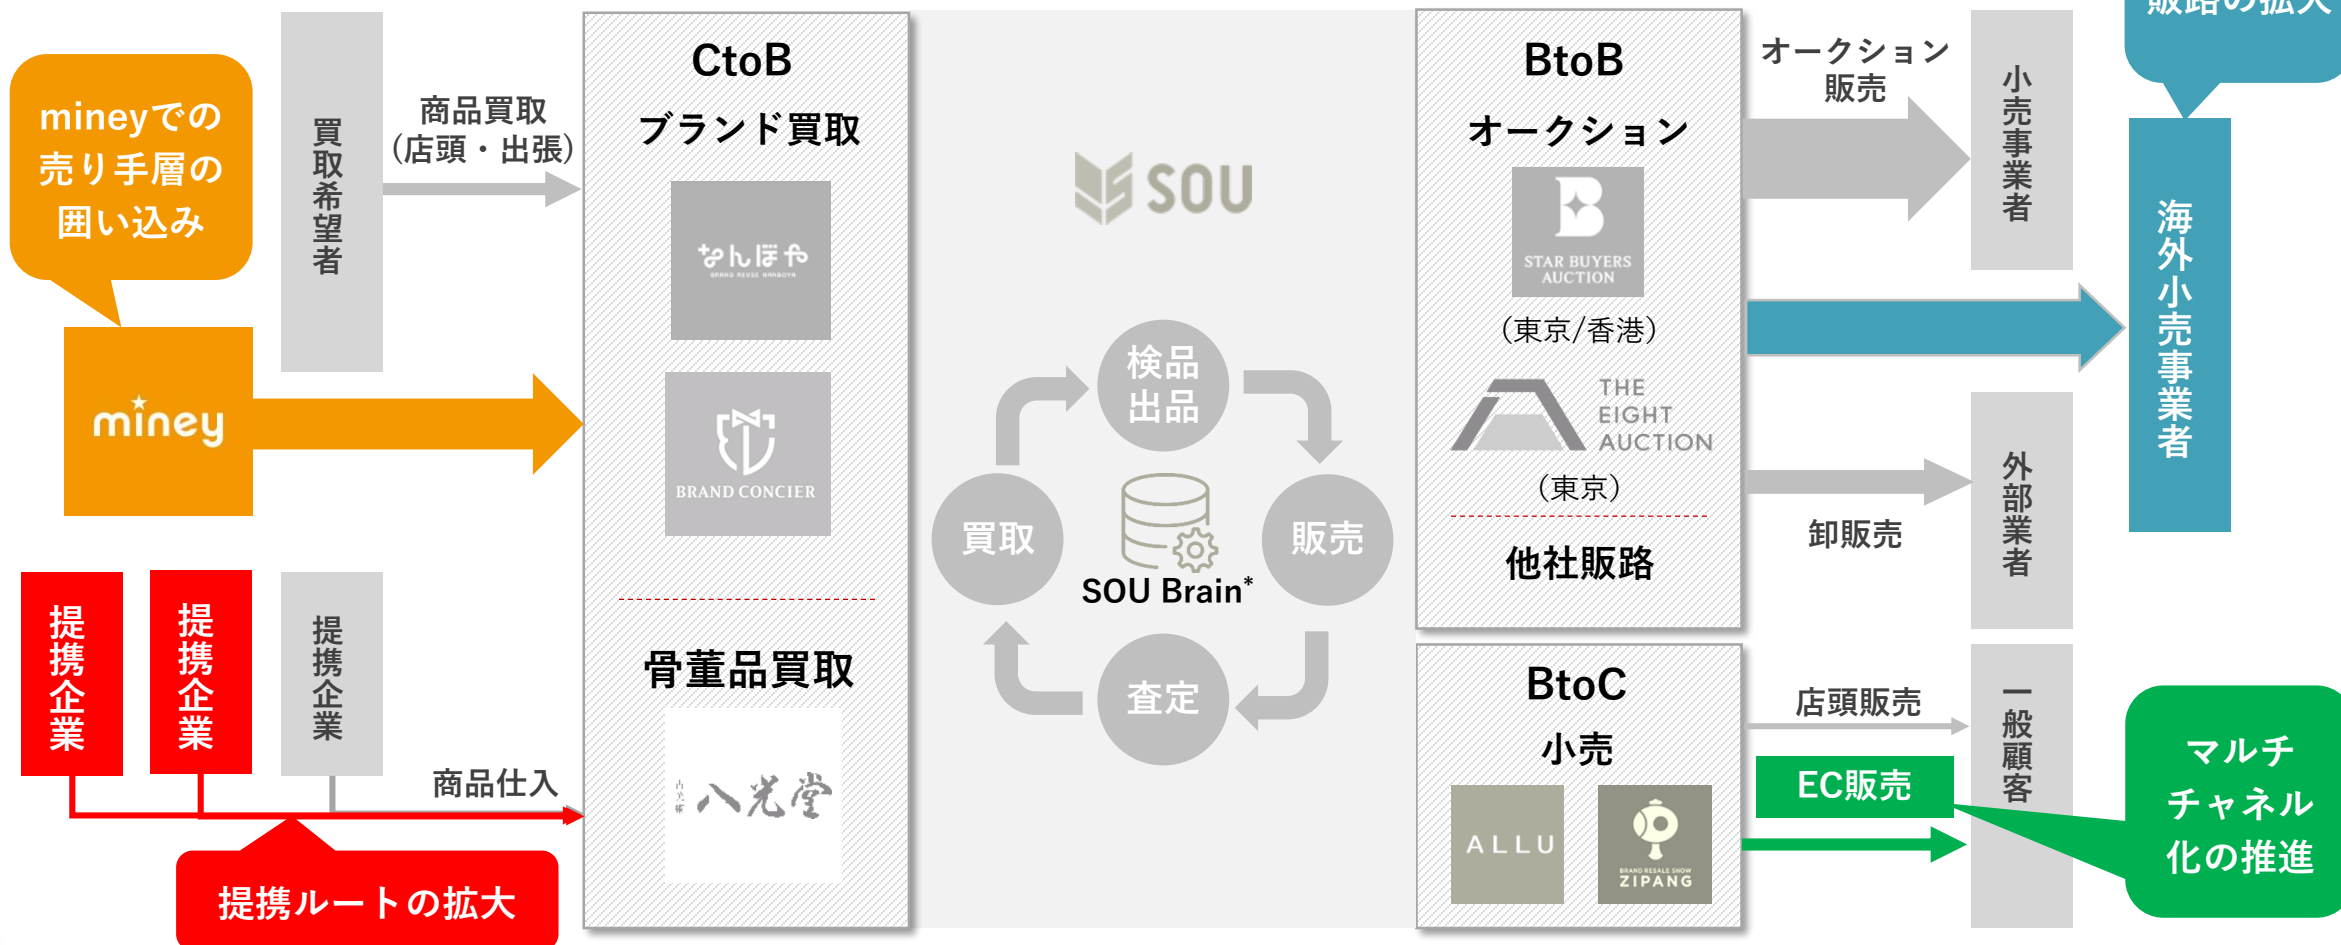 mineyでの
売り手層の
囲い込み
miney
買取希望者
商品買取
(店頭・出張)
提携企業
提携企業
提携企業
商品仕入
提携ルートの拡大
CtoB
ブランド買取
なんぼや
BRAND REUSE NANBOYA
BRAND CONCIER
骨董品買取
古美術
八光堂
SOU
検品
出品
買取
販売
SOU Brain*
査定
BtoB
オークション
STAR BUYERS
AUCTION
(東京/香港)
THE
EIGHT
AUCTION
(東京)
他社販路
BtoC
小売
ALLU
BRAND RESALE SHOW
ZIPANG
オークション
販売
小売事業者
販路の拡大
海外小売事業者
卸販売
外部業者
店頭販売
EC販売
一般顧客
マルチ
チャネル
化の推進